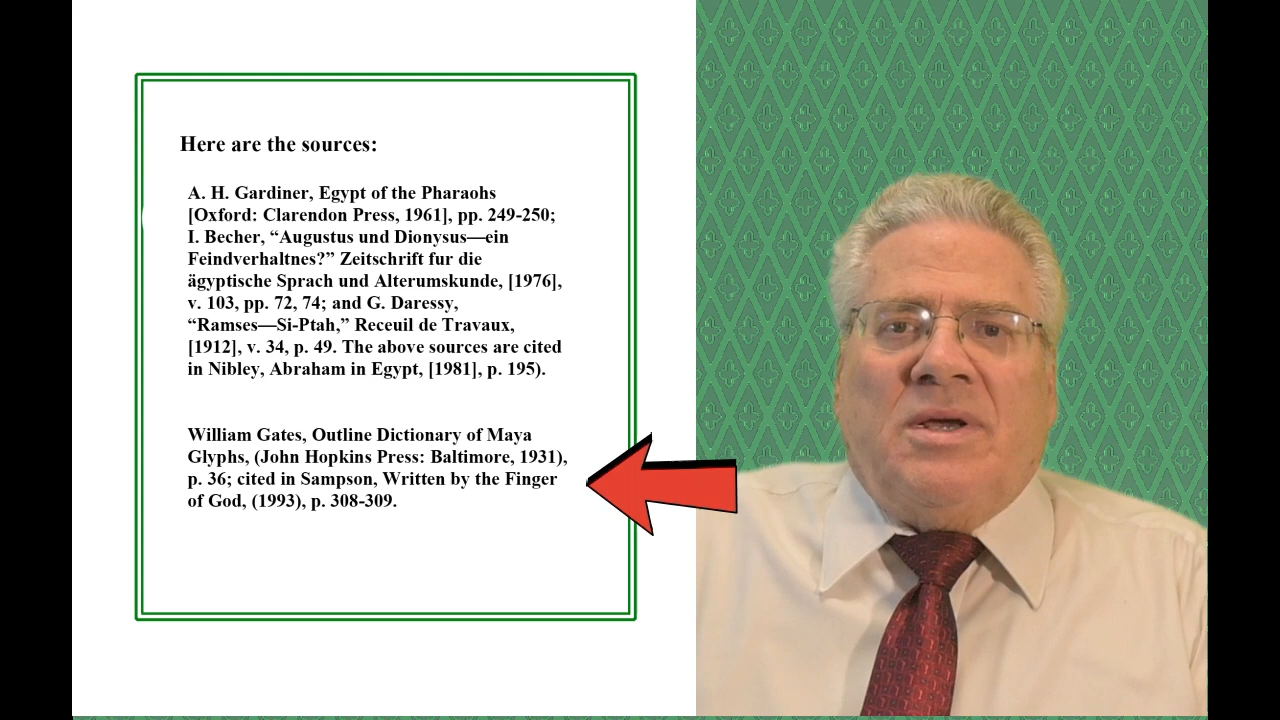 Here are the sources:
A. H. Gardiner, Egypt of the Pharaohs
[Oxford: Clarendon Press, 1961], pp. 249-250;
I. Becher, “Augustus und Dionysus—ein
Feindverhaltnes?” Zeitschrift fur die
ägyptische Sprach und Alterumskunde, [1976],
v. 103, pp. 72, 74; and G. Daressy,
“Ramses—Si-Ptah,” Receuil de Travaux,
[1912], v. 34, p. 49. The above sources are cited
in Nibley, Abraham in Egypt, [1981], p. 195).
William Gates, Outline Dictionary of Maya
Glyphs, (John Hopkins Press: Baltimore, 1931),
p. 36; cited in Sampson, Written by the Finger
of God, (1993), p. 308-309.